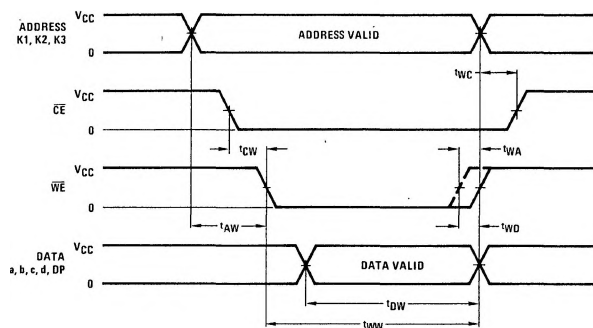 ADDRESS
K1, K2, K3
VCC
0
ADDRESS VALID
tWC
CE
VCC
0
tCW
tWA
WE
VCC
0
tAW
tWD
DATA
a, b, c, d, DP
VCC
0
DATA VALID
tDW
tWW